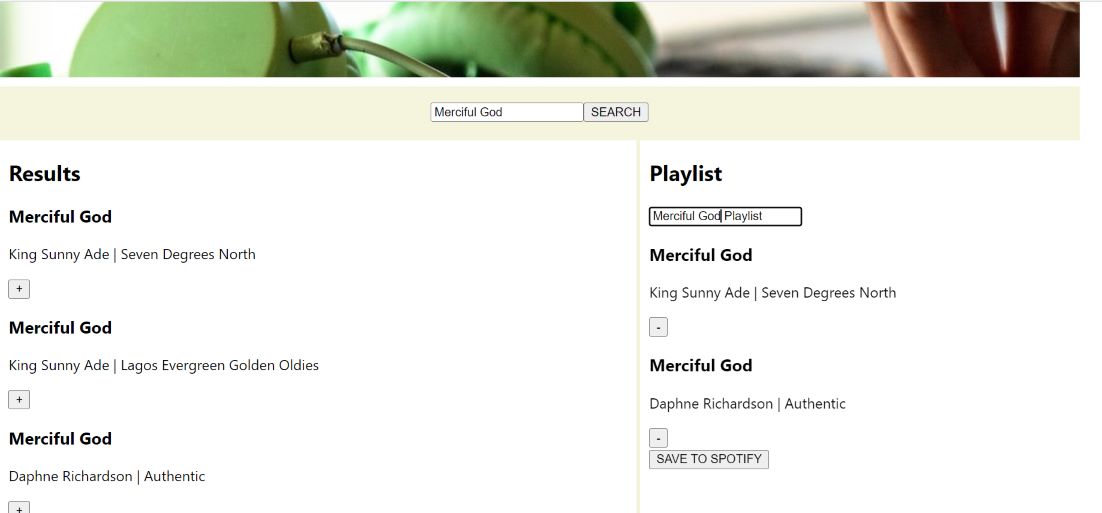 Merciful God SEARCH
Results
Merciful God
King Sunny Ade | Seven Degrees North
+
Merciful God
King Sunny Ade | Lagos Evergreen Golden Oldies
+
Merciful God
Daphne Richardson | Authentic
+
Playlist
Merciful God Playlist
Merciful God
King Sunny Ade | Seven Degrees North
-
Merciful God
Daphne Richardson | Authentic
-
SAVE TO SPOTIFY